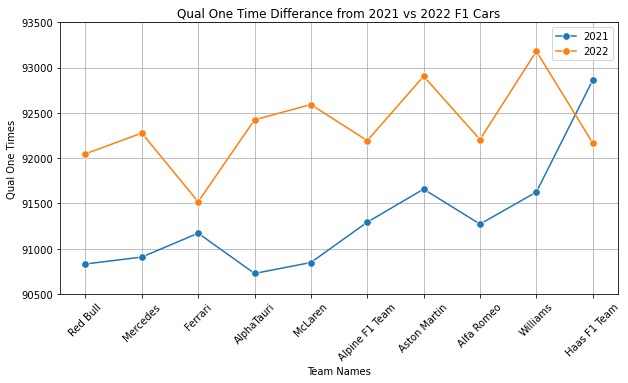 Qual One Time Differance from 2021 vs 2022 F1 Cars
93500
2021
2022
93000
92500
92000
91500
91000
90500
Qual One Times
Red Bull
Mercedes
Ferrari
AlphaTauri
McLaren
Alpine F1 Team
Aston Martin
Alfa Romeo
Williams
Haas F1 Team
Team Names